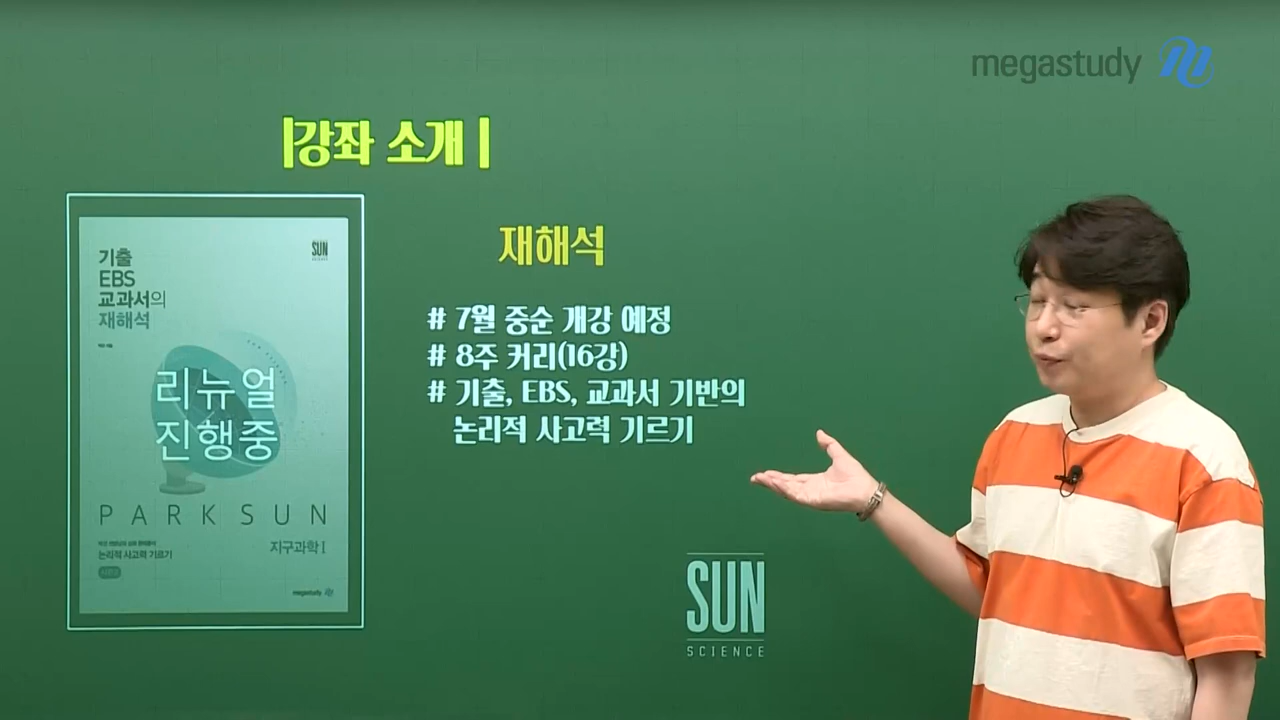 megastudy
|강좌 소개|
기출
EBS
교과서의
재해석
SUN
리뉴얼
진행중
PARK SUN
지구과학 I
논리적 사고력 기르기
megastudy
재해석
# 7월 중순 개강 예정
# 8주 커리(16강)
# 기출, EBS, 교과서 기반의
논리적 사고력 기르기
SUN
SCIENCE